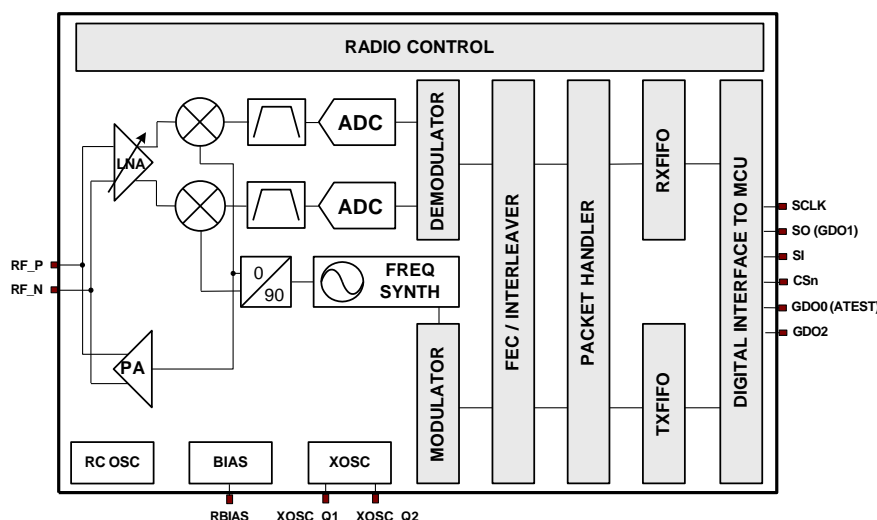 RADIO CONTROL
LNA
ADC
ADC
DEMODULATOR
FEC / INTERLEAVER
PACKET HANDLER
RXFIFO
DIGITAL INTERFACE TO MCU
SCLK
SO (GDO1)
SI
CSn
GDO0 (ATEST)
GDO2
RF_P
RF_N
0
90
FREQ
SYNTH
PA
MODULATOR
TXFIFO
RC OSC
BIAS
XOSC
RBIAS
XOSC_Q1
XOSC_Q2